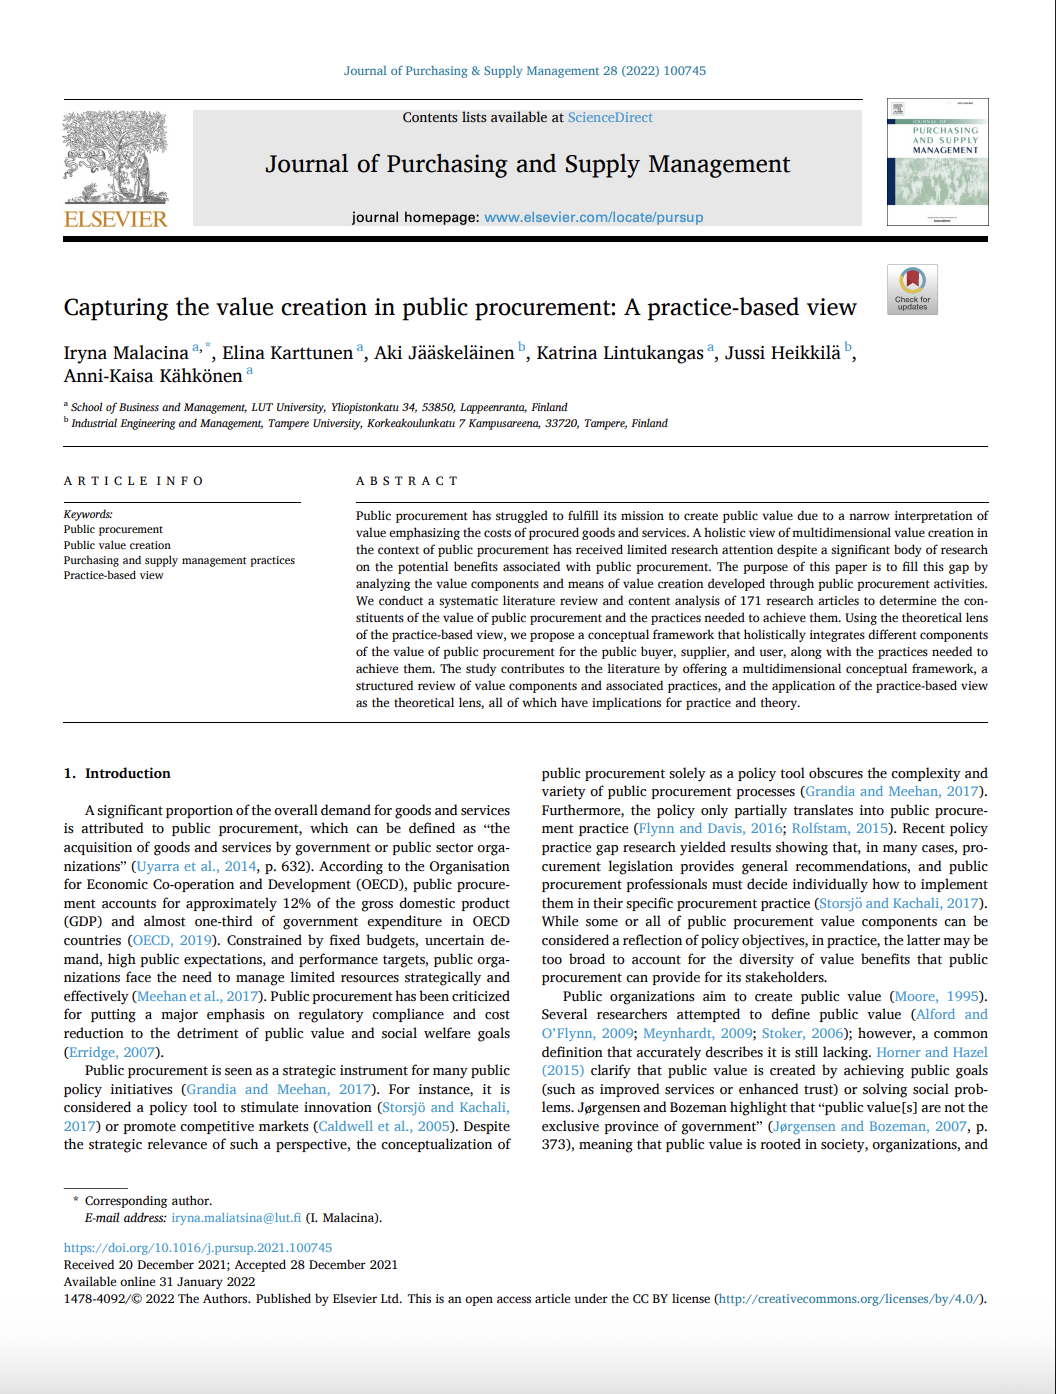 Journal of Purchasing & Supply Management 28 (2022) 100745
Contents lists available at ScienceDirect
Journal of Purchasing and Supply Management
journal homepage: www.elsevier.com/locate/pursup
ELSEVIER
JOURNAL OF
PURCHASING
AND SUPPLY
MANAGEMENT
Check for
updates
Capturing the value creation in public procurement: A practice-based view
Iryna Malacina a,*, Elina Karttunen a, Aki Jääskeläinen b, Katrina Lintukangas a, Jussi Heikkilä b,
Anni-Kaisa Kähkönen a
a School of Business and Management, LUT University, Yliopistonkatu 34, 53850, Lappeenranta, Finland
b Industrial Engineering and Management, Tampere University, Korkeakoulunkatu 7 Kampusareena, 33720, Tampere, Finland
ARTICLE INFO
Keywords:
Public procurement
Public value creation
Purchasing and supply management practices
Practice-based view
ABSTRACT
Public procurement has struggled to fulfill its mission to create public value due to a narrow interpretation of
value emphasizing the costs of procured goods and services. A holistic view of multidimensional value creation in
the context of public procurement has received limited research attention despite a significant body of research
on the potential benefits associated with public procurement. The purpose of this paper is to fill this gap by
analyzing the value components and means of value creation developed through public procurement activities.
We conduct a systematic literature review and content analysis of 171 research articles to determine the con-
stituents of the value of public procurement and the practices needed to achieve them. Using the theoretical lens
of the practice-based view, we propose a conceptual framework that holistically integrates different components
of the value of public procurement for the public buyer, supplier, and user, along with the practices needed to
achieve them. The study contributes to the literature by offering a multidimensional conceptual framework, a
structured review of value components and associated practices, and the application of the practice-based view
as the theoretical lens, all of which have implications for practice and theory.
1. Introduction
A significant proportion of the overall demand for goods and services
is attributed to public procurement, which can be defined as “the
acquisition of goods and services by government or public sector orga-
nizations” (Uyarra et al., 2014, p. 632). According to the Organisation
for Economic Co-operation and Development (OECD), public procure-
ment accounts for approximately 12% of the gross domestic product
(GDP) and almost one-third of government expenditure in OECD
countries (OECD, 2019). Constrained by fixed budgets, uncertain de-
mand, high public expectations, and performance targets, public orga-
nizations face the need to manage limited resources strategically and
effectively (Meehan et al., 2017). Public procurement has been criticized
for putting a major emphasis on regulatory compliance and cost
reduction to the detriment of public value and social welfare goals
(Erridge, 2007).
Public procurement is seen as a strategic instrument for many public
policy initiatives (Grandia and Meehan, 2017). For instance, it is
considered a policy tool to stimulate innovation (Storsjö and Kachali,
2017) or promote competitive markets (Caldwell et al., 2005). Despite
the strategic relevance of such a perspective, the conceptualization of
public procurement solely as a policy tool obscures the complexity and
variety of public procurement processes (Grandia and Meehan, 2017).
Furthermore, the policy only partially translates into public procure-
ment practice (Flynn and Davis, 2016; Rolfstam, 2015). Recent policy
practice gap research yielded results showing that, in many cases, pro-
curement legislation provides general recommendations, and public
procurement professionals must decide individually how to implement
them in their specific procurement practice (Storsjö and Kachali, 2017).
While some or all of public procurement value components can be
considered a reflection of policy objectives, in practice, the latter may be
too broad to account for the diversity of value benefits that public
procurement can provide for its stakeholders.
Public organizations aim to create public value (Moore, 1995).
Several researchers attempted to define public value (Alford and
O’Flynn, 2009; Meynhardt, 2009; Stoker, 2006); however, a common
definition that accurately describes it is still lacking. Horner and Hazel
(2015) clarify that public value is created by achieving public goals
(such as improved services or enhanced trust) or solving social prob-
lems. Jørgensen and Bozeman highlight that “public value[s] are not the
exclusive province of government” (Jørgensen and Bozeman, 2007, p.
373), meaning that public value is rooted in society, organizations, and
* Corresponding author.
E-mail address: iryna.maliatsina@lut.fi (I. Malacina).
https://doi.org/10.1016/j.pursup.2021.100745
Received 20 December 2021; Accepted 28 December 2021
Available online 31 January 2022
1478-4092/© 2022 The Authors. Published by Elsevier Ltd. This is an open access article under the CC BY license (http://creativecommons.org/licenses/by/4.0/).